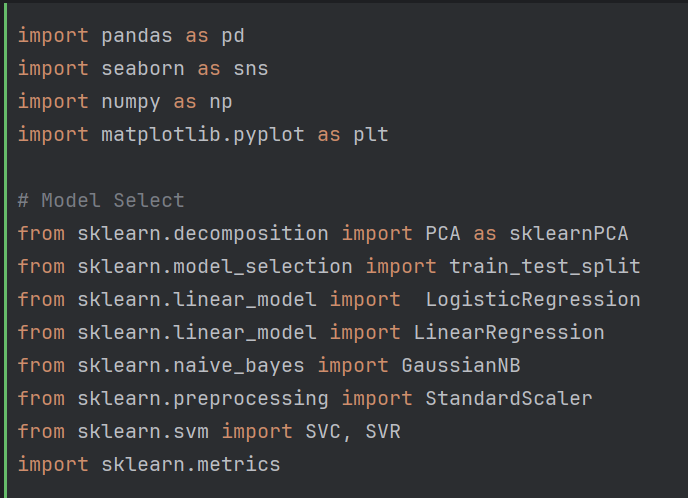 import pandas as pd
import seaborn as sns
import numpy as np
import matplotlib.pyplot as plt
# Model Select
from sklearn.decomposition import PCA as sklearnPCA
from sklearn.model_selection import train_test_split
from sklearn.linear_model import  LogisticRegression
from sklearn.linear_model import LinearRegression
from sklearn.naive_bayes import GaussianNB
from sklearn.preprocessing import StandardScaler
from sklearn.svm import SVC, SVR
import sklearn.metrics